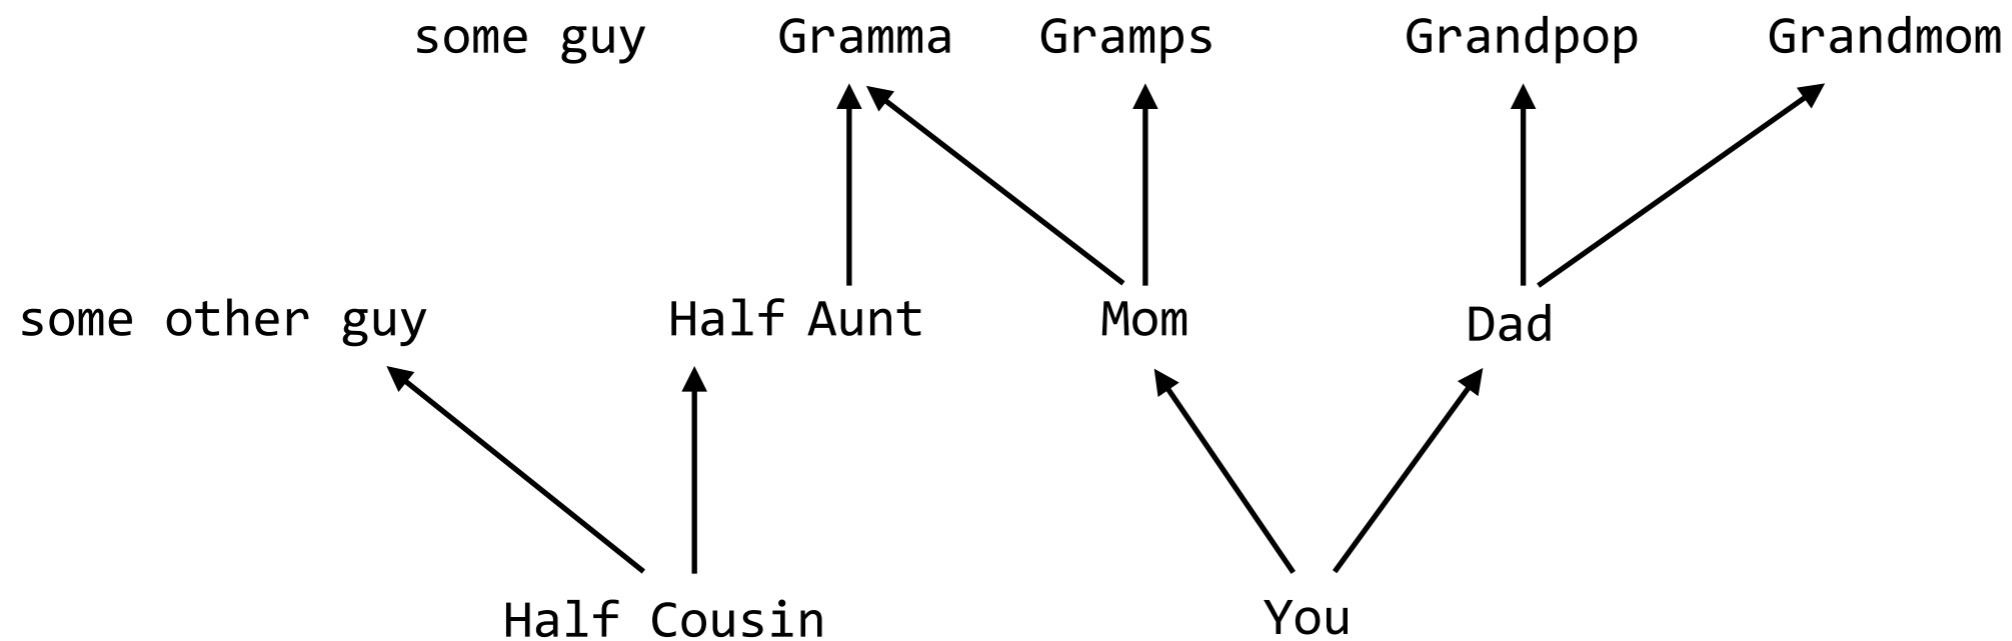 some guy Gramma Gramps Grandpop Grandmom
some other guy Half Aunt Mom Dad
Half Cousin You